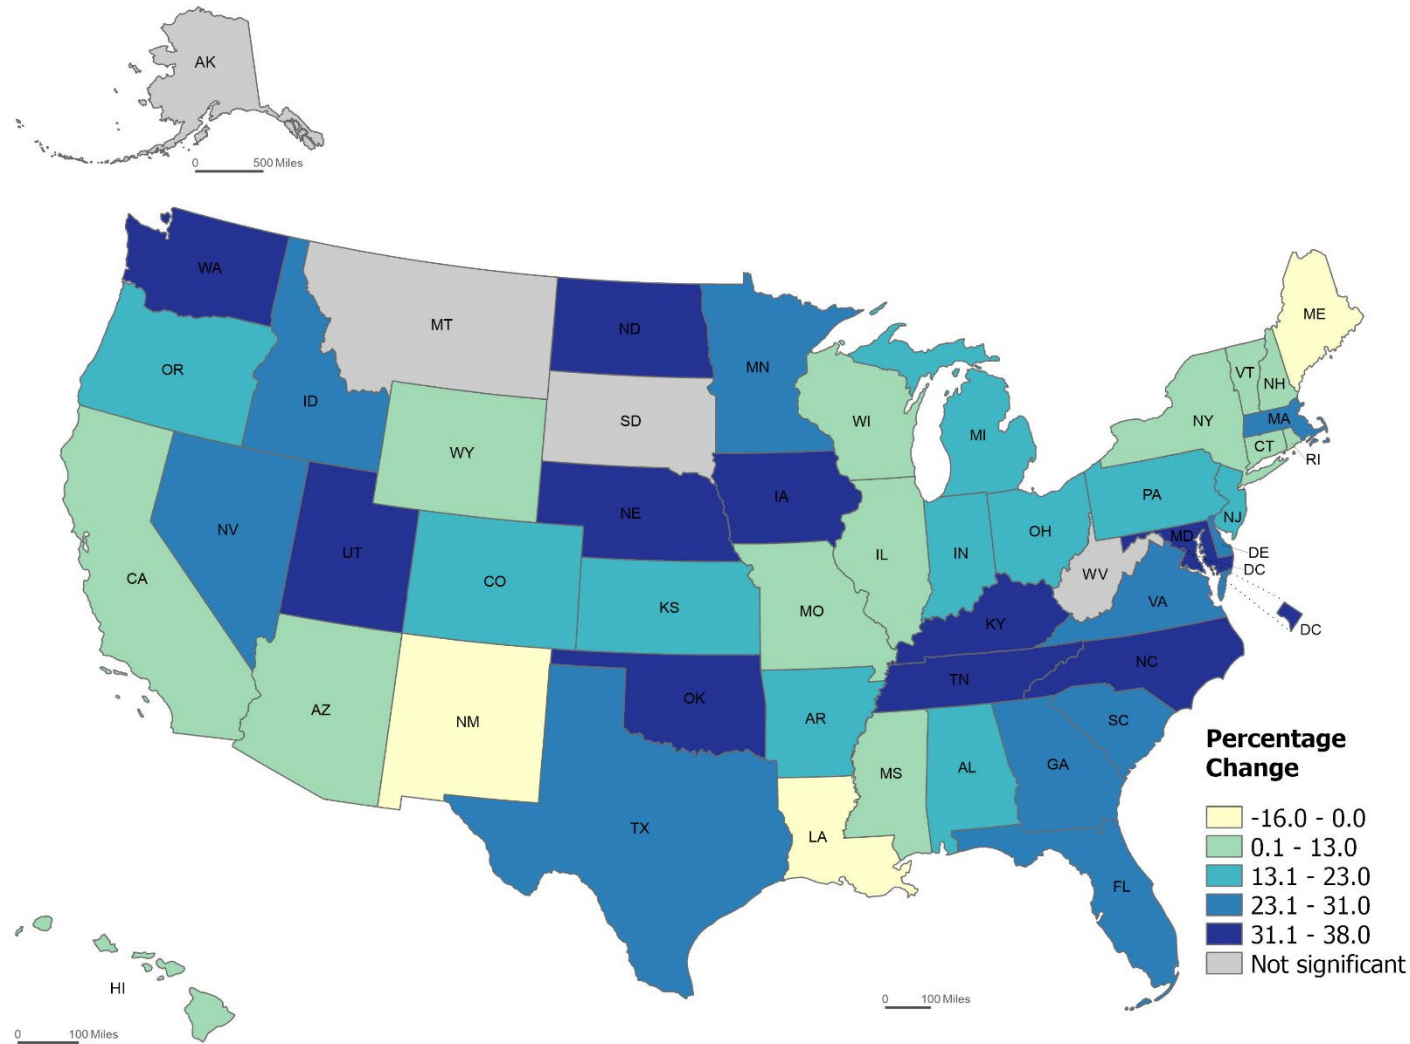 AK
0 500 Miles
WA
MT
ND
MN
ME
OR
ID
SD
WI
MI
VT
NH
NY
MA
CT
RI
WY
NE
IA
PA
NJ
NV
UT
CO
IL
IN
OH
MD
DE
DC
WV
VA
DC
CA
KS
MO
KY
NC
TN
AZ
NM
OK
AR
SC
MS
AL
GA
TX
LA
FL
Percentage
Change
-16.0 - 0.0
0.1 - 13.0
13.1 - 23.0
23.1 - 31.0
31.1 - 38.0
Not significant
HI
0 100 Miles
0 100 Miles